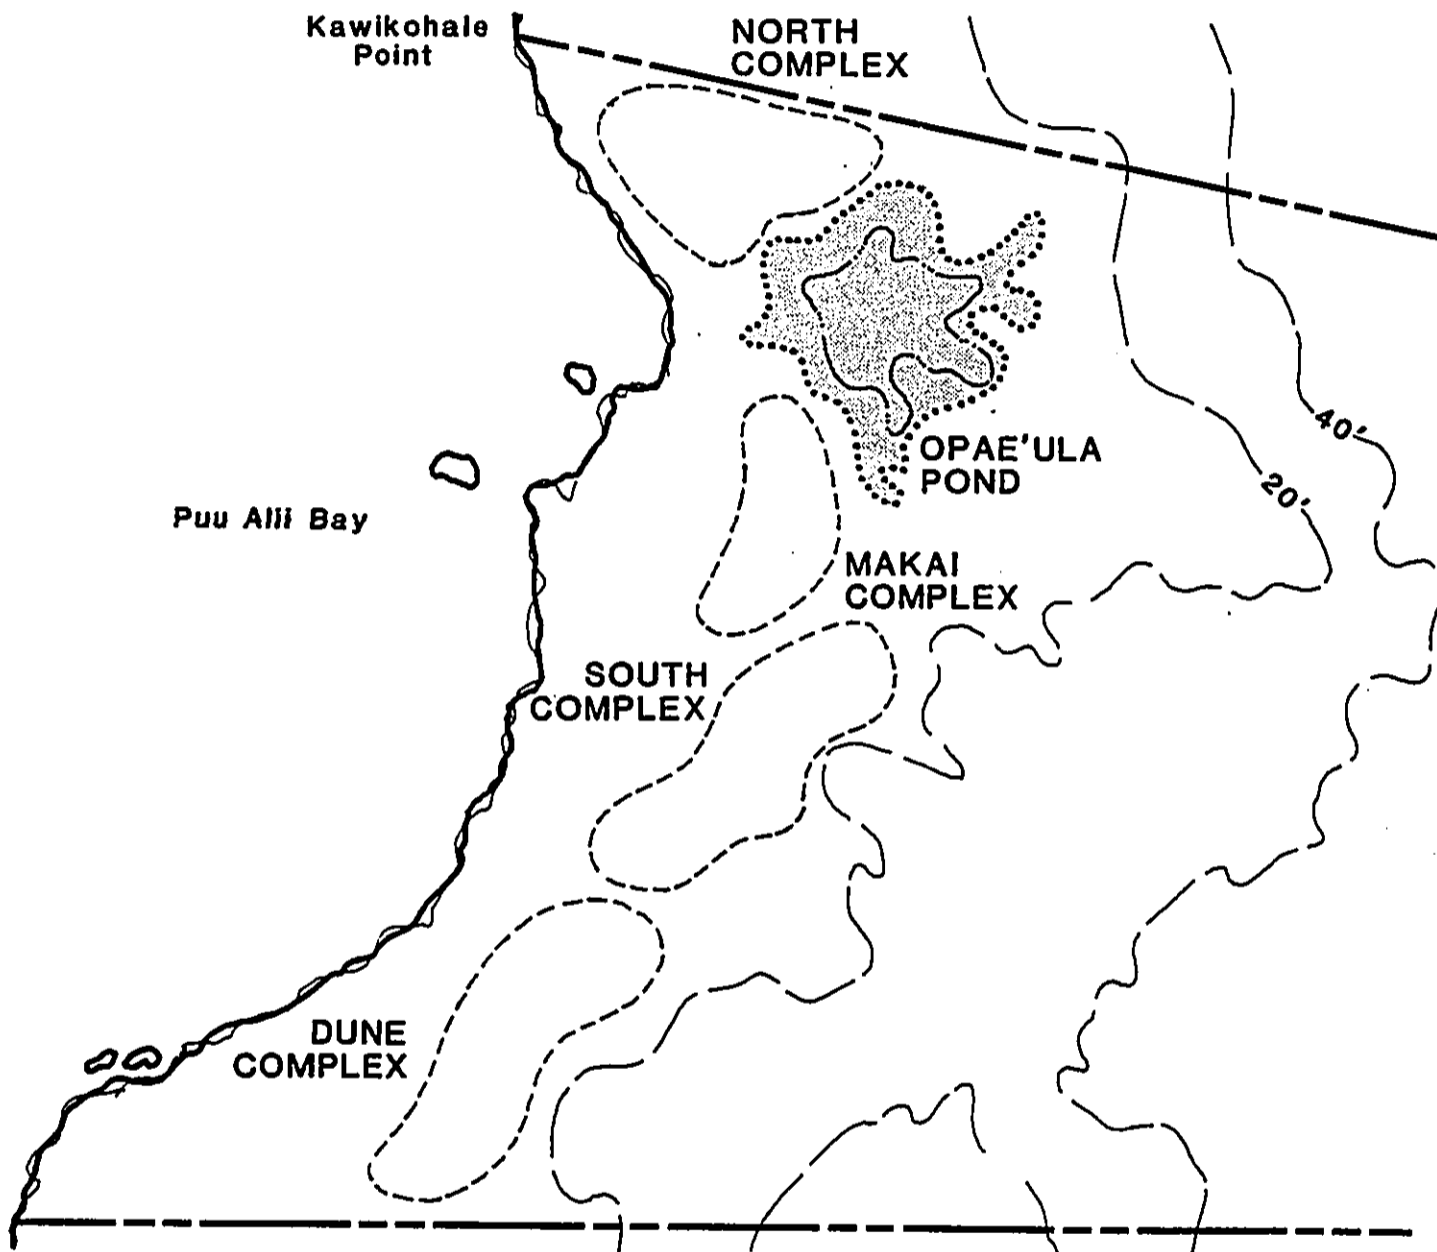 Kawikohale
Point
NORTH
COMPLEX
40'
OPAE'ULA
POND
20'
Puu Alii Bay
MAKAI
COMPLEX
SOUTH
COMPLEX
DUNE
COMPLEX